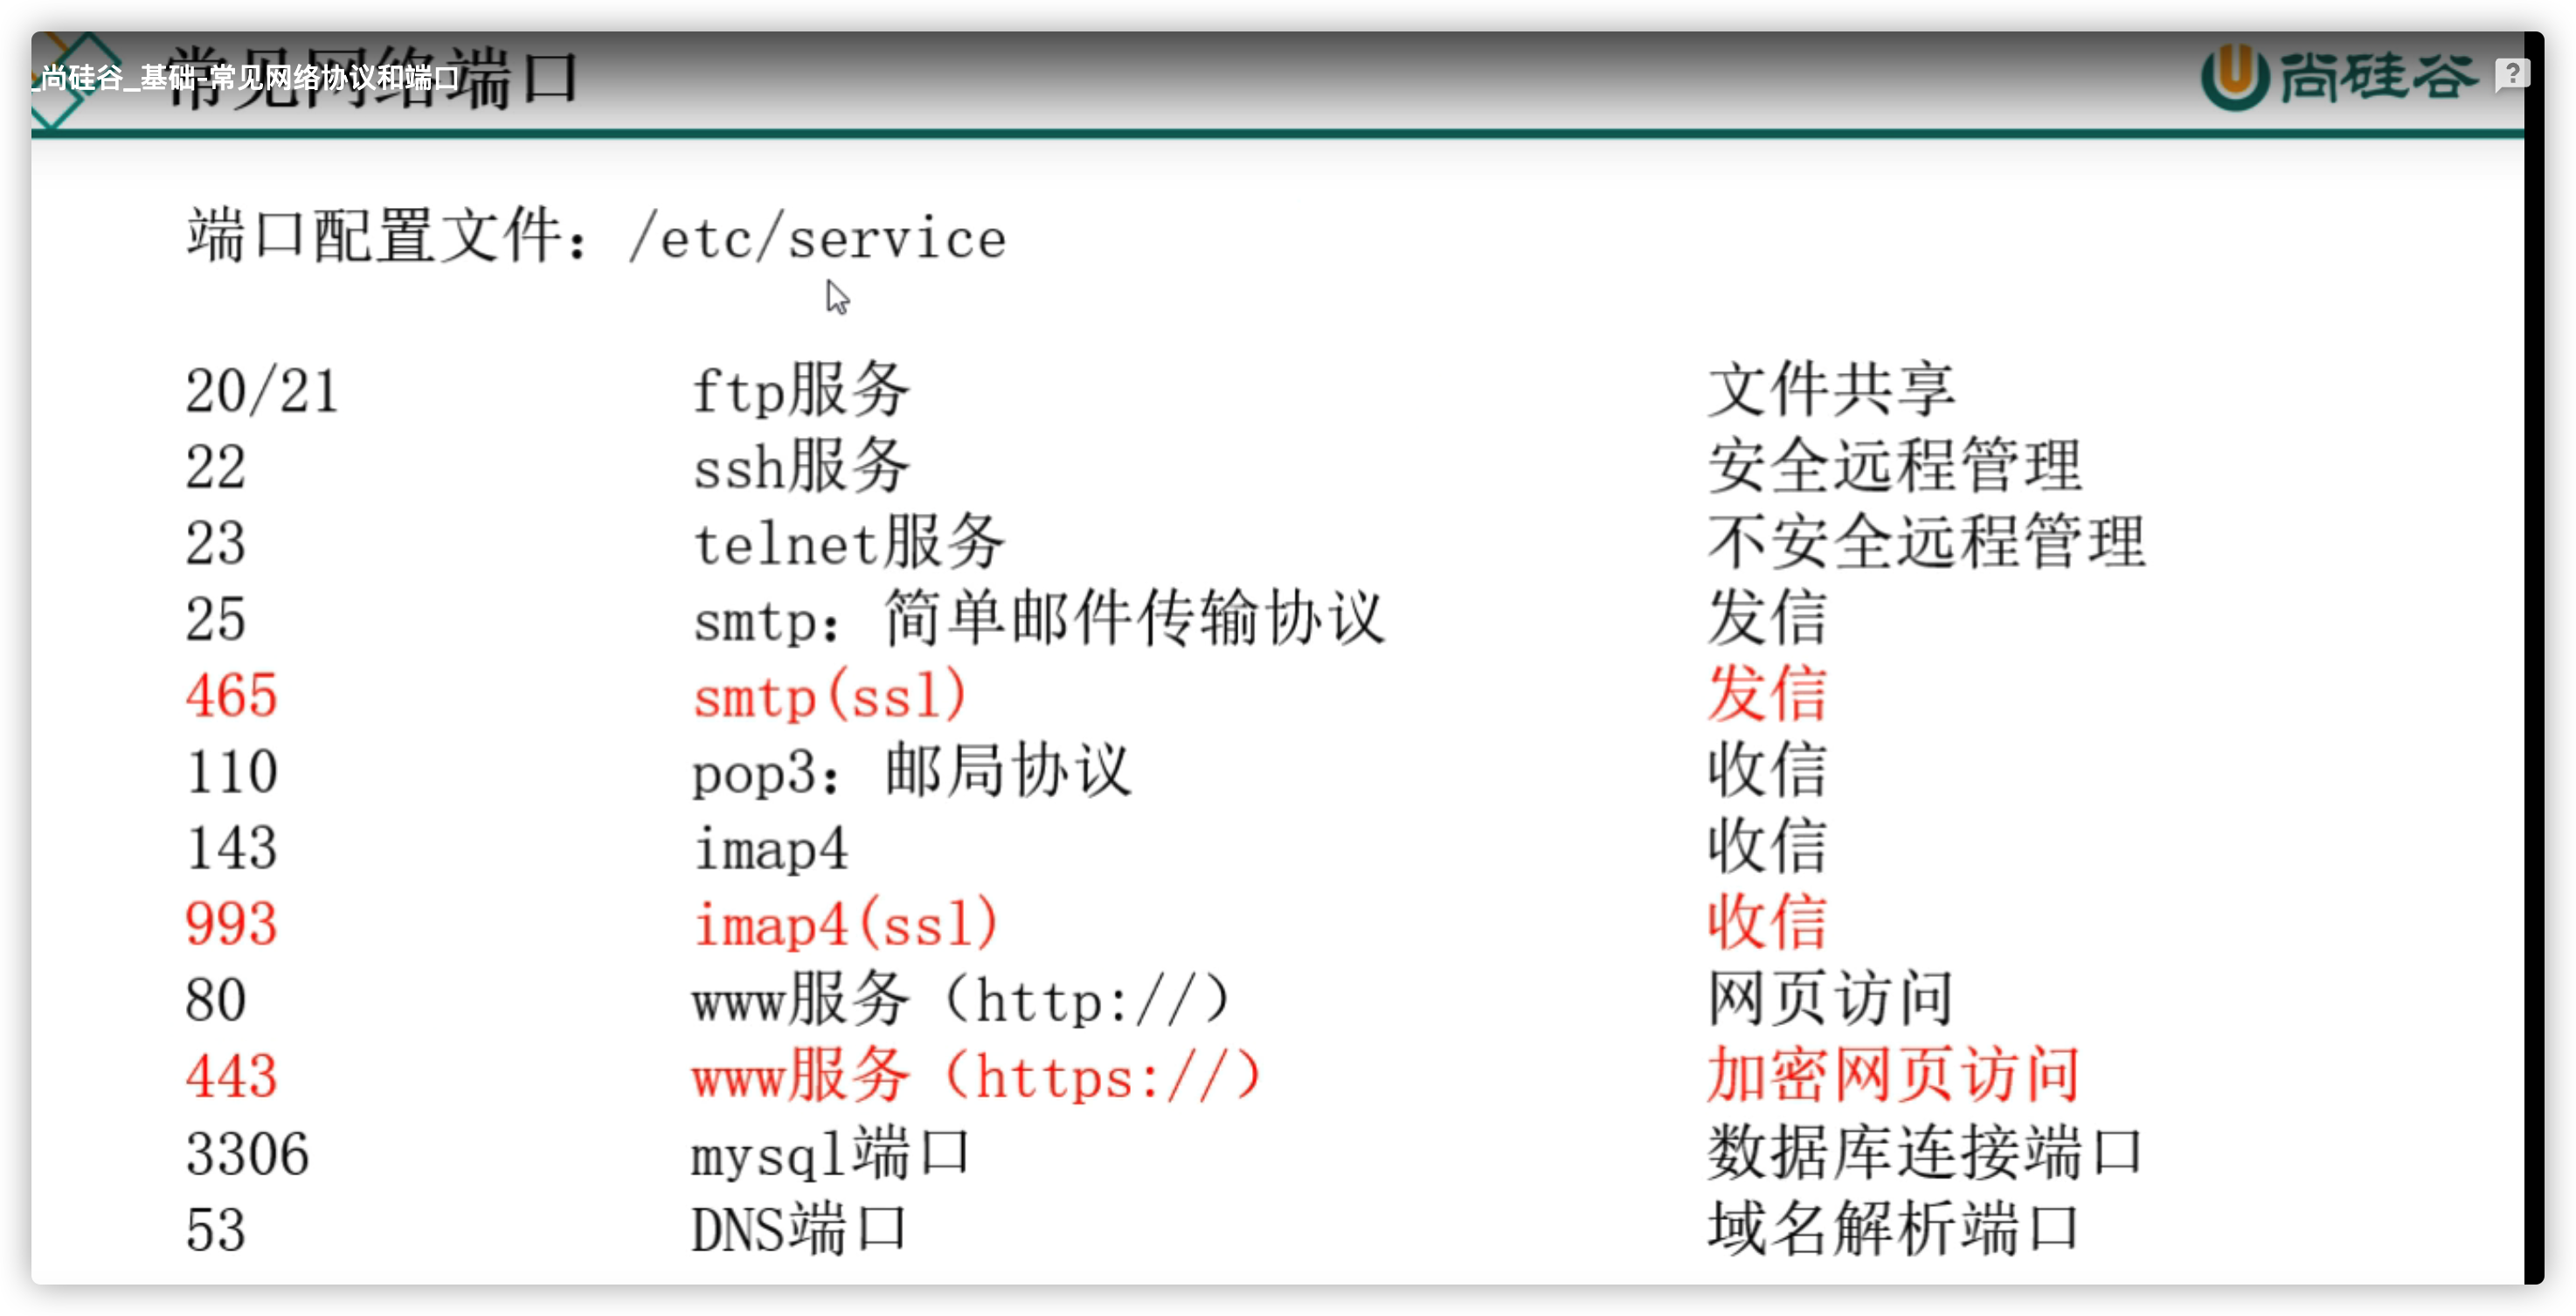 常见网络端口
_尚硅谷_基础-常见网络协议和端口
尚硅谷
?
端口配置文件：/etc/service
20/21 ftp服务 文件共享
22 ssh服务 安全远程管理
23 telnet服务 不安全远程管理
25 smtp：简单邮件传输协议 发信
465 smtp(ssl) 发信
110 pop3：邮局协议 收信
143 imap4 收信
993 imap4(ssl) 收信
80 www服务（http://） 网页访问
443 www服务（https://） 加密网页访问
3306 mysql端口 数据库连接端口
53 DNS端口 域名解析端口